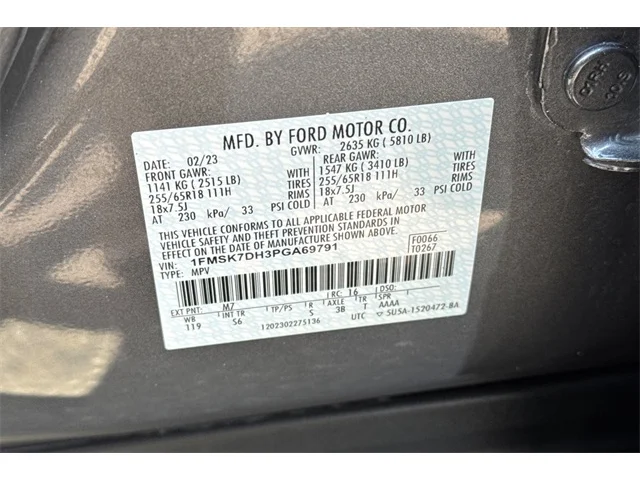 MFD. BY FORD MOTOR CO.
DATE: 02/23 GVWR: 2635 KG ( 5810 LB)
FRONT GAWR: REAR GAWR:
1141 KG ( 2515 LB) WITH 1547 KG ( 3410 LB) WITH
255/65R18 111H TIRES 255/65R18 111H TIRES
18x7.5J RIMS 18x7.5J RIMS
AT 230 kPa/ 33 PSI COLD AT 230 kPa/ 33 PSI COLD
THIS VEHICLE CONFORMS TO ALL APPLICABLE FEDERAL MOTOR
VEHICLE SAFETY AND BUMPER STANDARDS IN
EFFECT ON THE DATE OF MANUFACTURE SHOWN ABOVE.
VIN: 1FMSK7DH3PGA69791 F0066
TYPE: MPV T0267
EXT PNT: M7 RC: 16 DSO:
WB INT TR TP/PS R AXLE TR SPR
119 S6 S 3B T AAAA
1202302275136 UTC ▽ 5U5A-1520472-BA